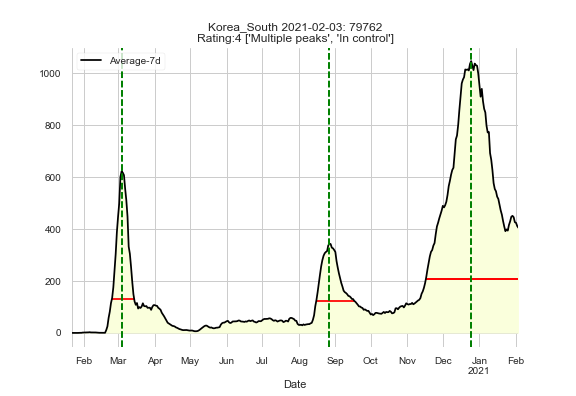 Korea_South 2021-02-03: 79762
Rating:4 ['Multiple peaks', 'In control']
Average-7d
1000
800
600
400
200
0
Feb Mar Apr May Jun Jul Aug Sep Oct Nov Dec Jan Feb
2021
Date